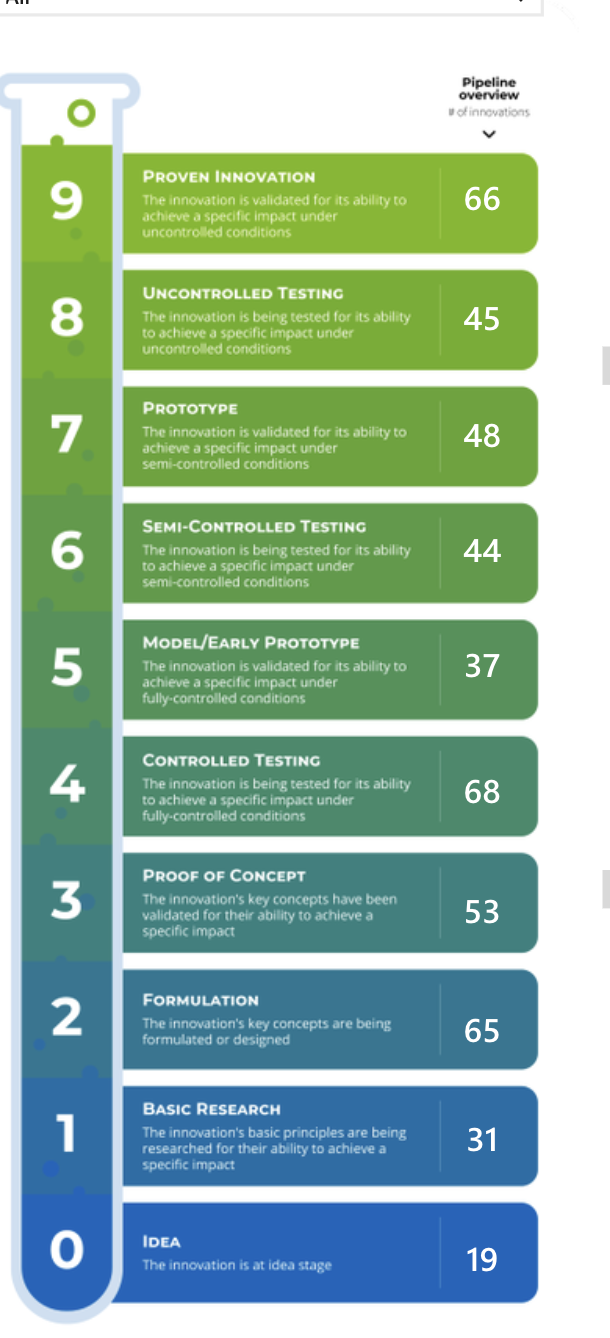 All
Pipeline
overview
# of innovations
9
PROVEN INNOVATION
The innovation is validated for its ability to
achieve a specific impact under
uncontrolled conditions
66
8
UNCONTROLLED TESTING
The innovation is being tested for its ability
to achieve a specific impact under
uncontrolled conditions
45
7
PROTOTYPE
The innovation is validated for its ability to
achieve a specific impact under
semi-controlled conditions
48
6
SEMI-CONTROLLED TESTING
The innovation is being tested for its ability
to achieve a specific impact under
semi-controlled conditions
44
5
MODEL/EARLY PROTOTYPE
The innovation is validated for its ability to
achieve a specific impact under
fully-controlled conditions
37
4
CONTROLLED TESTING
The innovation is being tested for its ability
to achieve a specific impact under
fully-controlled conditions
68
3
PROOF OF CONCEPT
The innovation's key concepts have been
validated for their ability to achieve a
specific impact
53
2
FORMULATION
The innovation's key concepts are being
formulated or designed
65
1
BASIC RESEARCH
The innovation's basic principles are being
researched for their ability to achieve a
specific impact
31
0
IDEA
The innovation is at idea stage
19